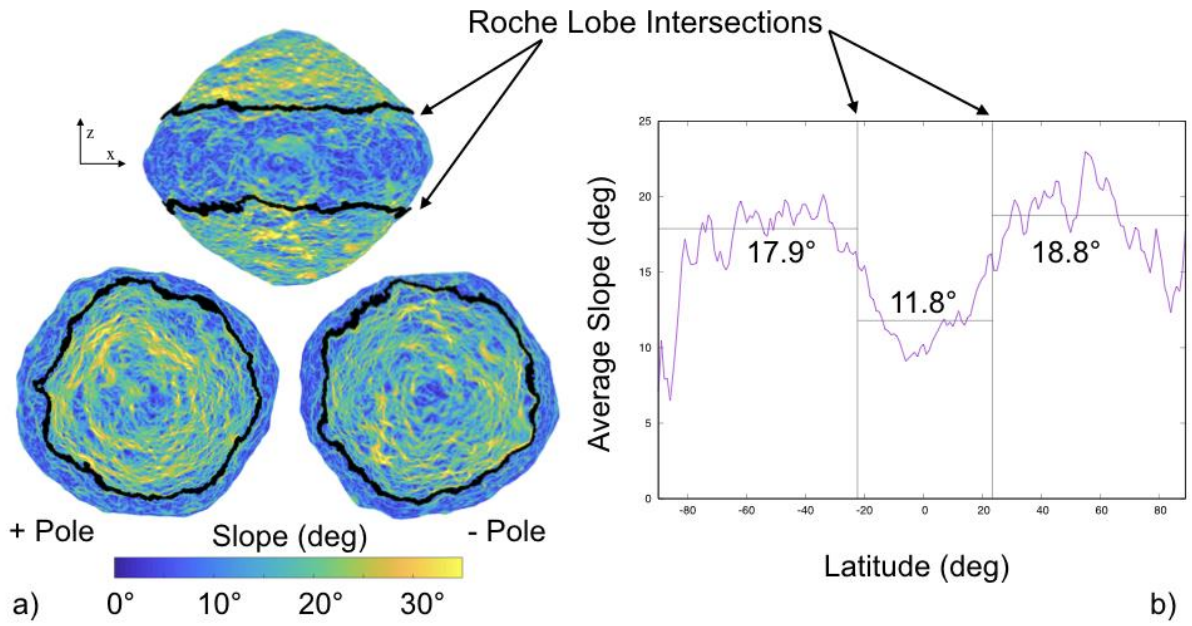 Roche Lobe Intersections
z
x
+ Pole
- Pole
Slope (deg)
0° 10° 20° 30°
a)
25
20
15
10
5
0
Average Slope (deg)
17.9°
11.8°
18.8°
-80 -60 -40 -20 0 20 40 60 80
Latitude (deg)
b)